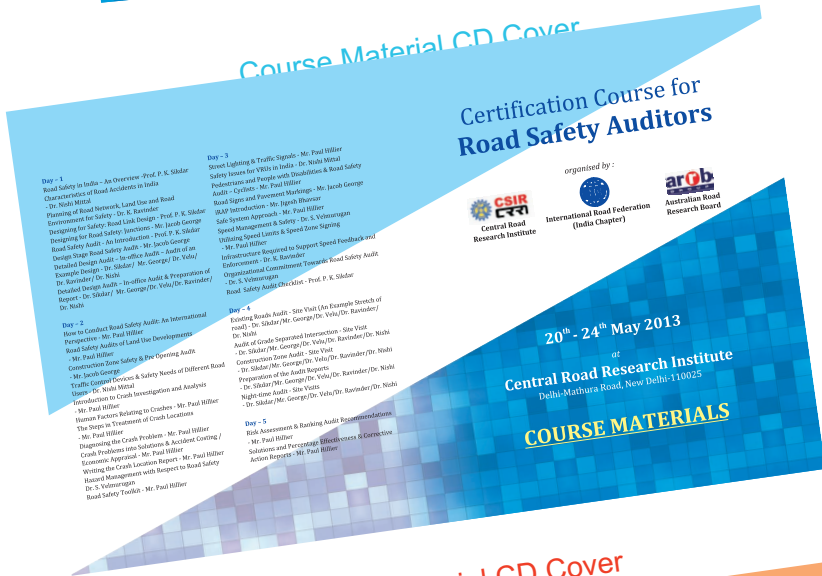 Course Material CD Cover
Day – 1
Road Safety in India – An Overview -Prof. P. K. Sikdar
Characteristics of Road Accidents in India
- Dr. Nishi Mittal
Planning of Road Network, Land Use and Road
Environment for Safety - Dr. K. Ravinder
Designing for Safety: Road Link Design - Prof. P. K. Sikdar
Designing for Road Safety: Junctions - Mr. Jacob George
Road Safety Audit - An Introduction - Prof. P. K. Sikdar
Design Stage Road Safety Audit - Mr. Jacob George
Detailed Design Audit – In-office Audit – Audit of an
Example Design - Dr. Sikdar/ Mr. George/ Dr. Velu/
Dr. Ravinder/ Dr. Nishi
Detailed Design Audit – In-office Audit & Preparation of
Report - Dr. Sikdar/ Mr. George/Dr. Velu/Dr. Ravinder/
Dr. Nishi
Day – 2
How to Conduct Road Safety Audit: An International
Perspective - Mr. Paul Hillier
Road Safety Audits of Land Use Developments
- Mr. Paul Hillier
Construction Zone Safety & Pre Opening Audit
- Mr. Jacob George
Traffic Control Devices & Safety Needs of Different Road
Users - Dr. Nishi Mittal
Introduction to Crash Investigation and Analysis
- Mr. Paul Hillier
Human Factors Relating to Crashes - Mr. Paul Hillier
The Steps in Treatment of Crash Locations
- Mr. Paul Hillier
Diagnosing the Crash Problem - Mr. Paul Hillier
Crash Problems into Solutions & Accident Costing /
Economic Appraisal - Mr. Paul Hillier
Writing the Crash Location Report - Mr. Paul Hillier
Hazard Management with Respect to Road Safety
Dr. S. Velmurugan
Road Safety Toolkit - Mr. Paul Hillier
Day – 3
Street Lighting & Traffic Signals - Mr. Paul Hillier
Safety Issues for VRUs in India - Dr. Nishi Mittal
Pedestrians and People with Disabilities & Road Safety
Audit – Cyclists - Mr. Paul Hillier
Road Signs and Pavement Markings - Mr. Jacob George
IRAP Introduction - Mr. Jigesh Bhavsar
Safe System Approach - Mr. Paul Hillier
Speed Management & Safety - Dr. S. Velmurugan
Utilizing Speed Limits & Speed Zone Signing
- Mr. Paul Hillier
Infrastructure Required to Support Speed Feedback and
Enforcement - Dr. K. Ravinder
Organizational Commitment Towards Road Safety Audit
- Dr. S. Velmurugan
Road Safety Audit Checklist - Prof. P. K. Sikdar
Day – 4
Existing Roads Audit - Site Visit (An Example Stretch of
road) - Dr. Sikdar/Mr. George/Dr. Velu/Dr. Ravinder/
Dr. Nishi
Audit of Grade Separated Intersection - Site Visit
- Dr. Sikdar/Mr. George/Dr. Velu/Dr. Ravinder/Dr. Nishi
Construction Zone Audit - Site Visit
- Dr. Sikdar/Mr. George/Dr. Velu/Dr. Ravinder/Dr. Nishi
Preparation of the Audit Reports
- Dr. Sikdar/Mr. George/Dr. Velu/Dr. Ravinder/Dr. Nishi
Night-time Audit - Site Visits
- Dr. Sikdar/Mr. George/Dr. Velu/Dr. Ravinder/Dr. Nishi
Day – 5
Risk Assessment & Ranking Audit Recommendations
- Mr. Paul Hillier
Solutions and Percentage Effectiveness & Corrective
Action Reports - Mr. Paul Hillier
Certification Course for
Road Safety Auditors
organised by :
CSIR
CRRI
Central Road
Research Institute
International Road Federation
(India Chapter)
arrb
Australian Road
Research Board
20th - 24th May 2013
at
Central Road Research Institute
Delhi-Mathura Road, New Delhi-110025
COURSE MATERIALS
CD Cover